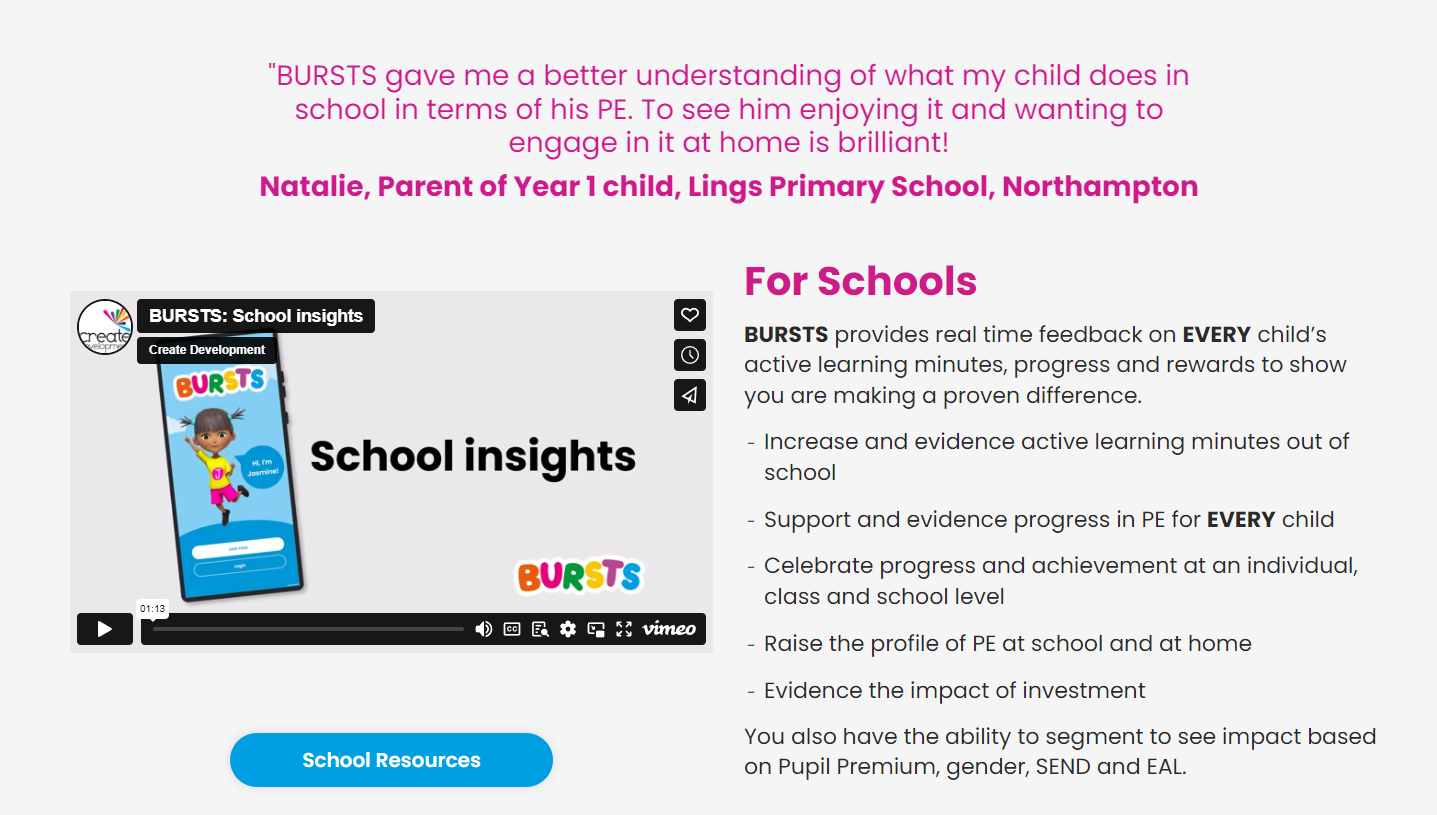 "BURSTS gave me a better understanding of what my child does in
school in terms of his PE. To see him enjoying it and wanting to
engage in it at home is brilliant!
Natalie, Parent of Year 1 child, Lings Primary School, Northampton
create
development
BURSTS: School insights
Create Development
BURSTS
Hi, I'm
Jasmine!
J
Join now
Login
School insights
BURSTS
01:13
CC
vimeo
School Resources
For Schools
BURSTS provides real time feedback on EVERY child’s
active learning minutes, progress and rewards to show
you are making a proven difference.
- Increase and evidence active learning minutes out of
school
- Support and evidence progress in PE for EVERY child
- Celebrate progress and achievement at an individual,
class and school level
- Raise the profile of PE at school and at home
- Evidence the impact of investment
You also have the ability to segment to see impact based
on Pupil Premium, gender, SEND and EAL.